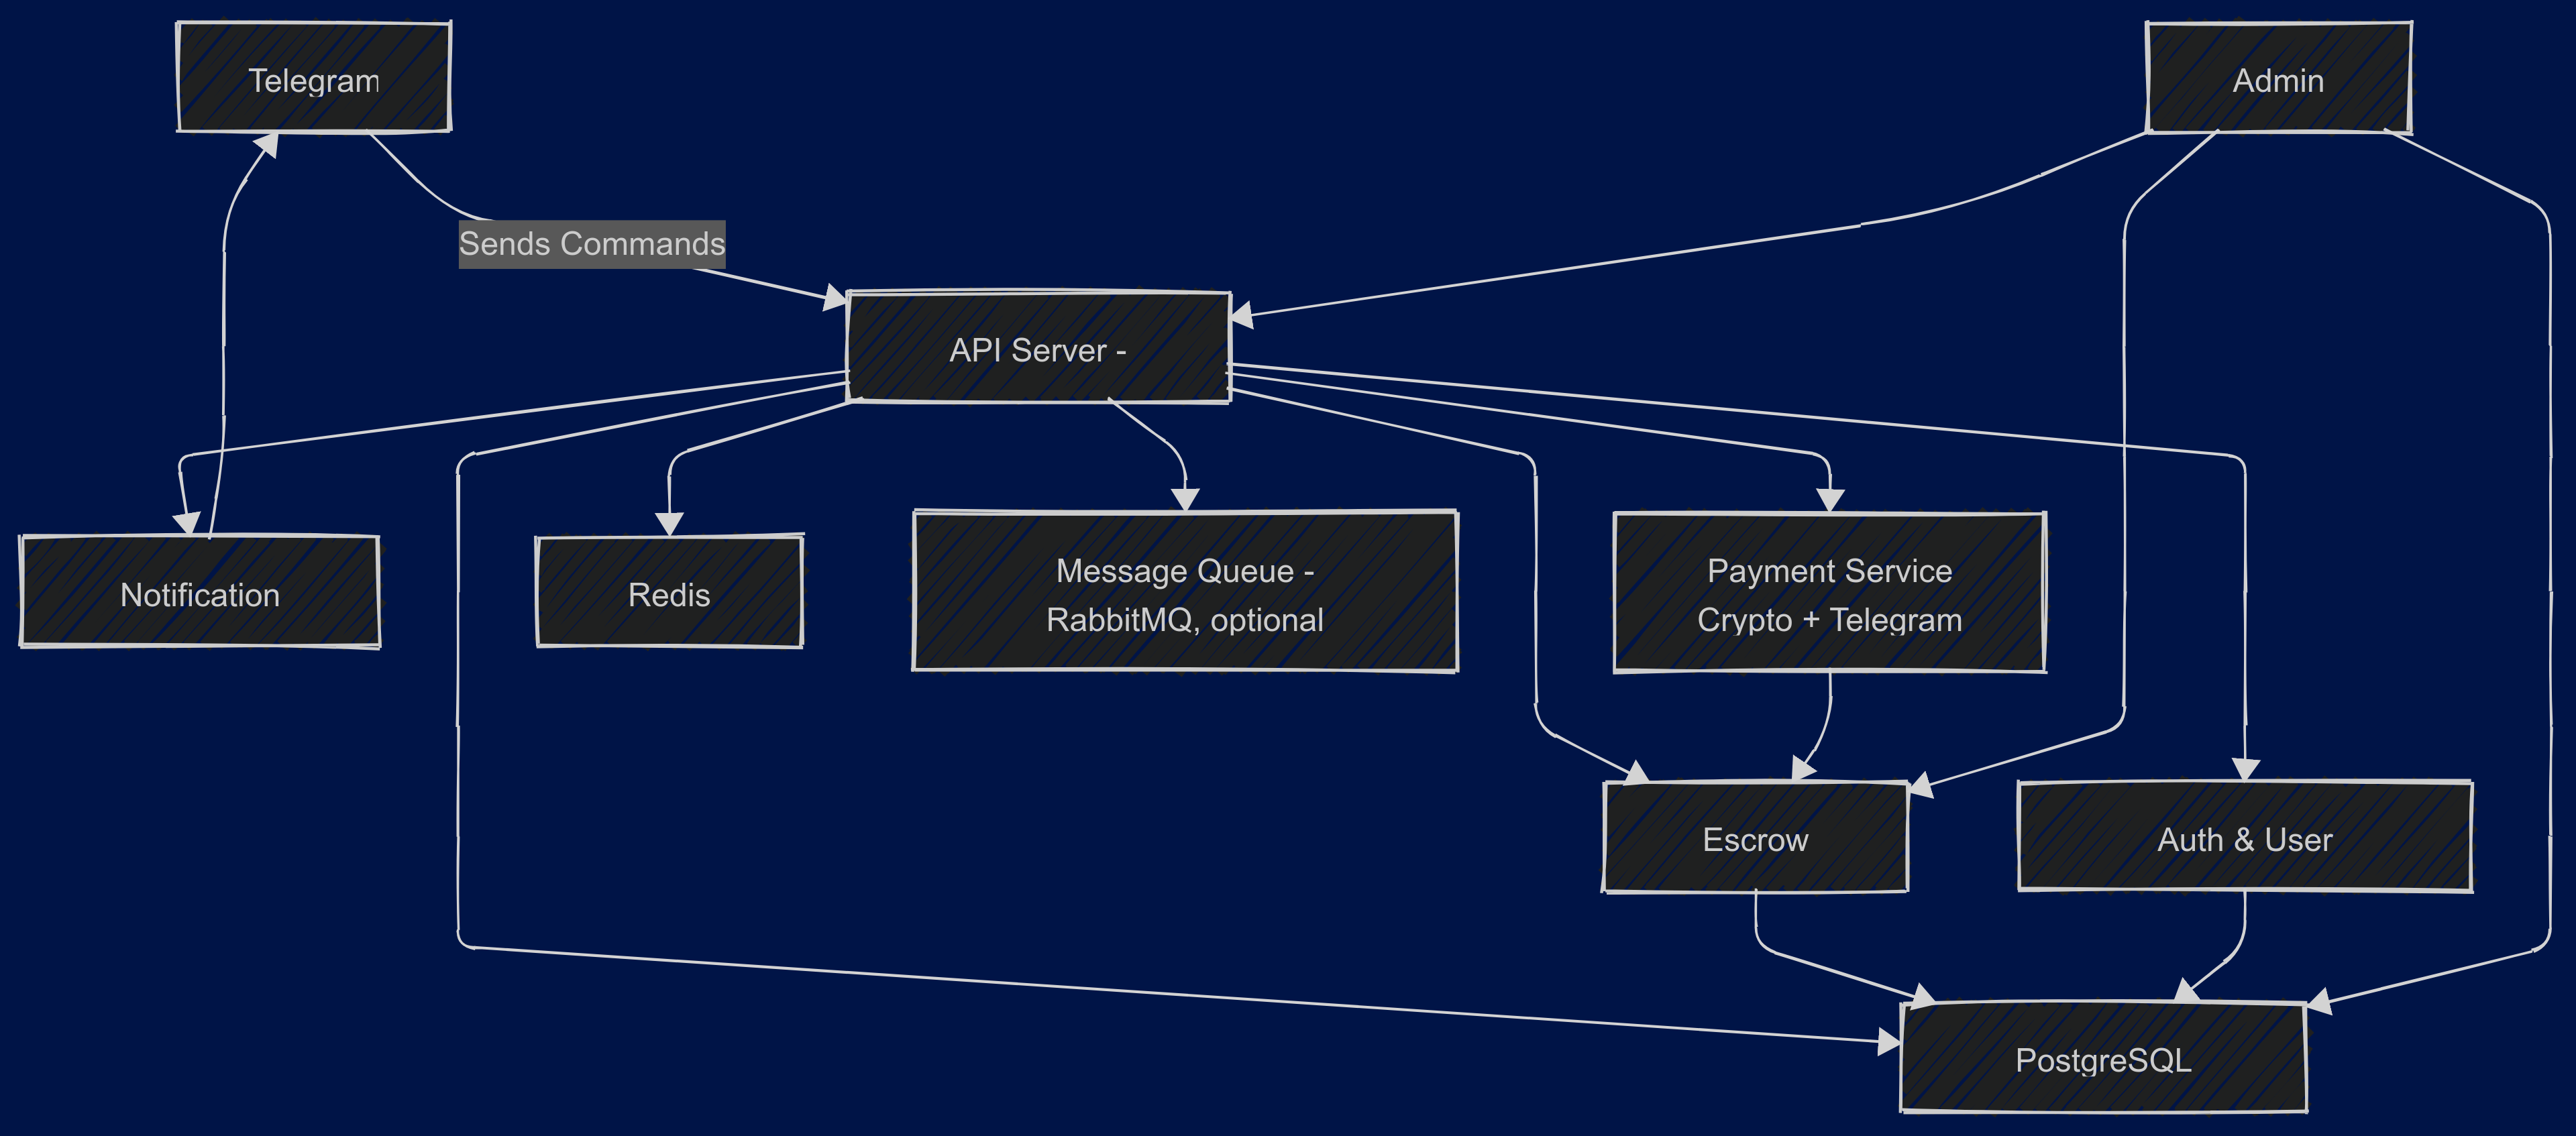 Telegram
Admin
Sends Commands
API Server -
Notification
Redis
Message Queue -
RabbitMQ, optional
Payment Service
Crypto + Telegram
Escrow
Auth & User
PostgreSQL